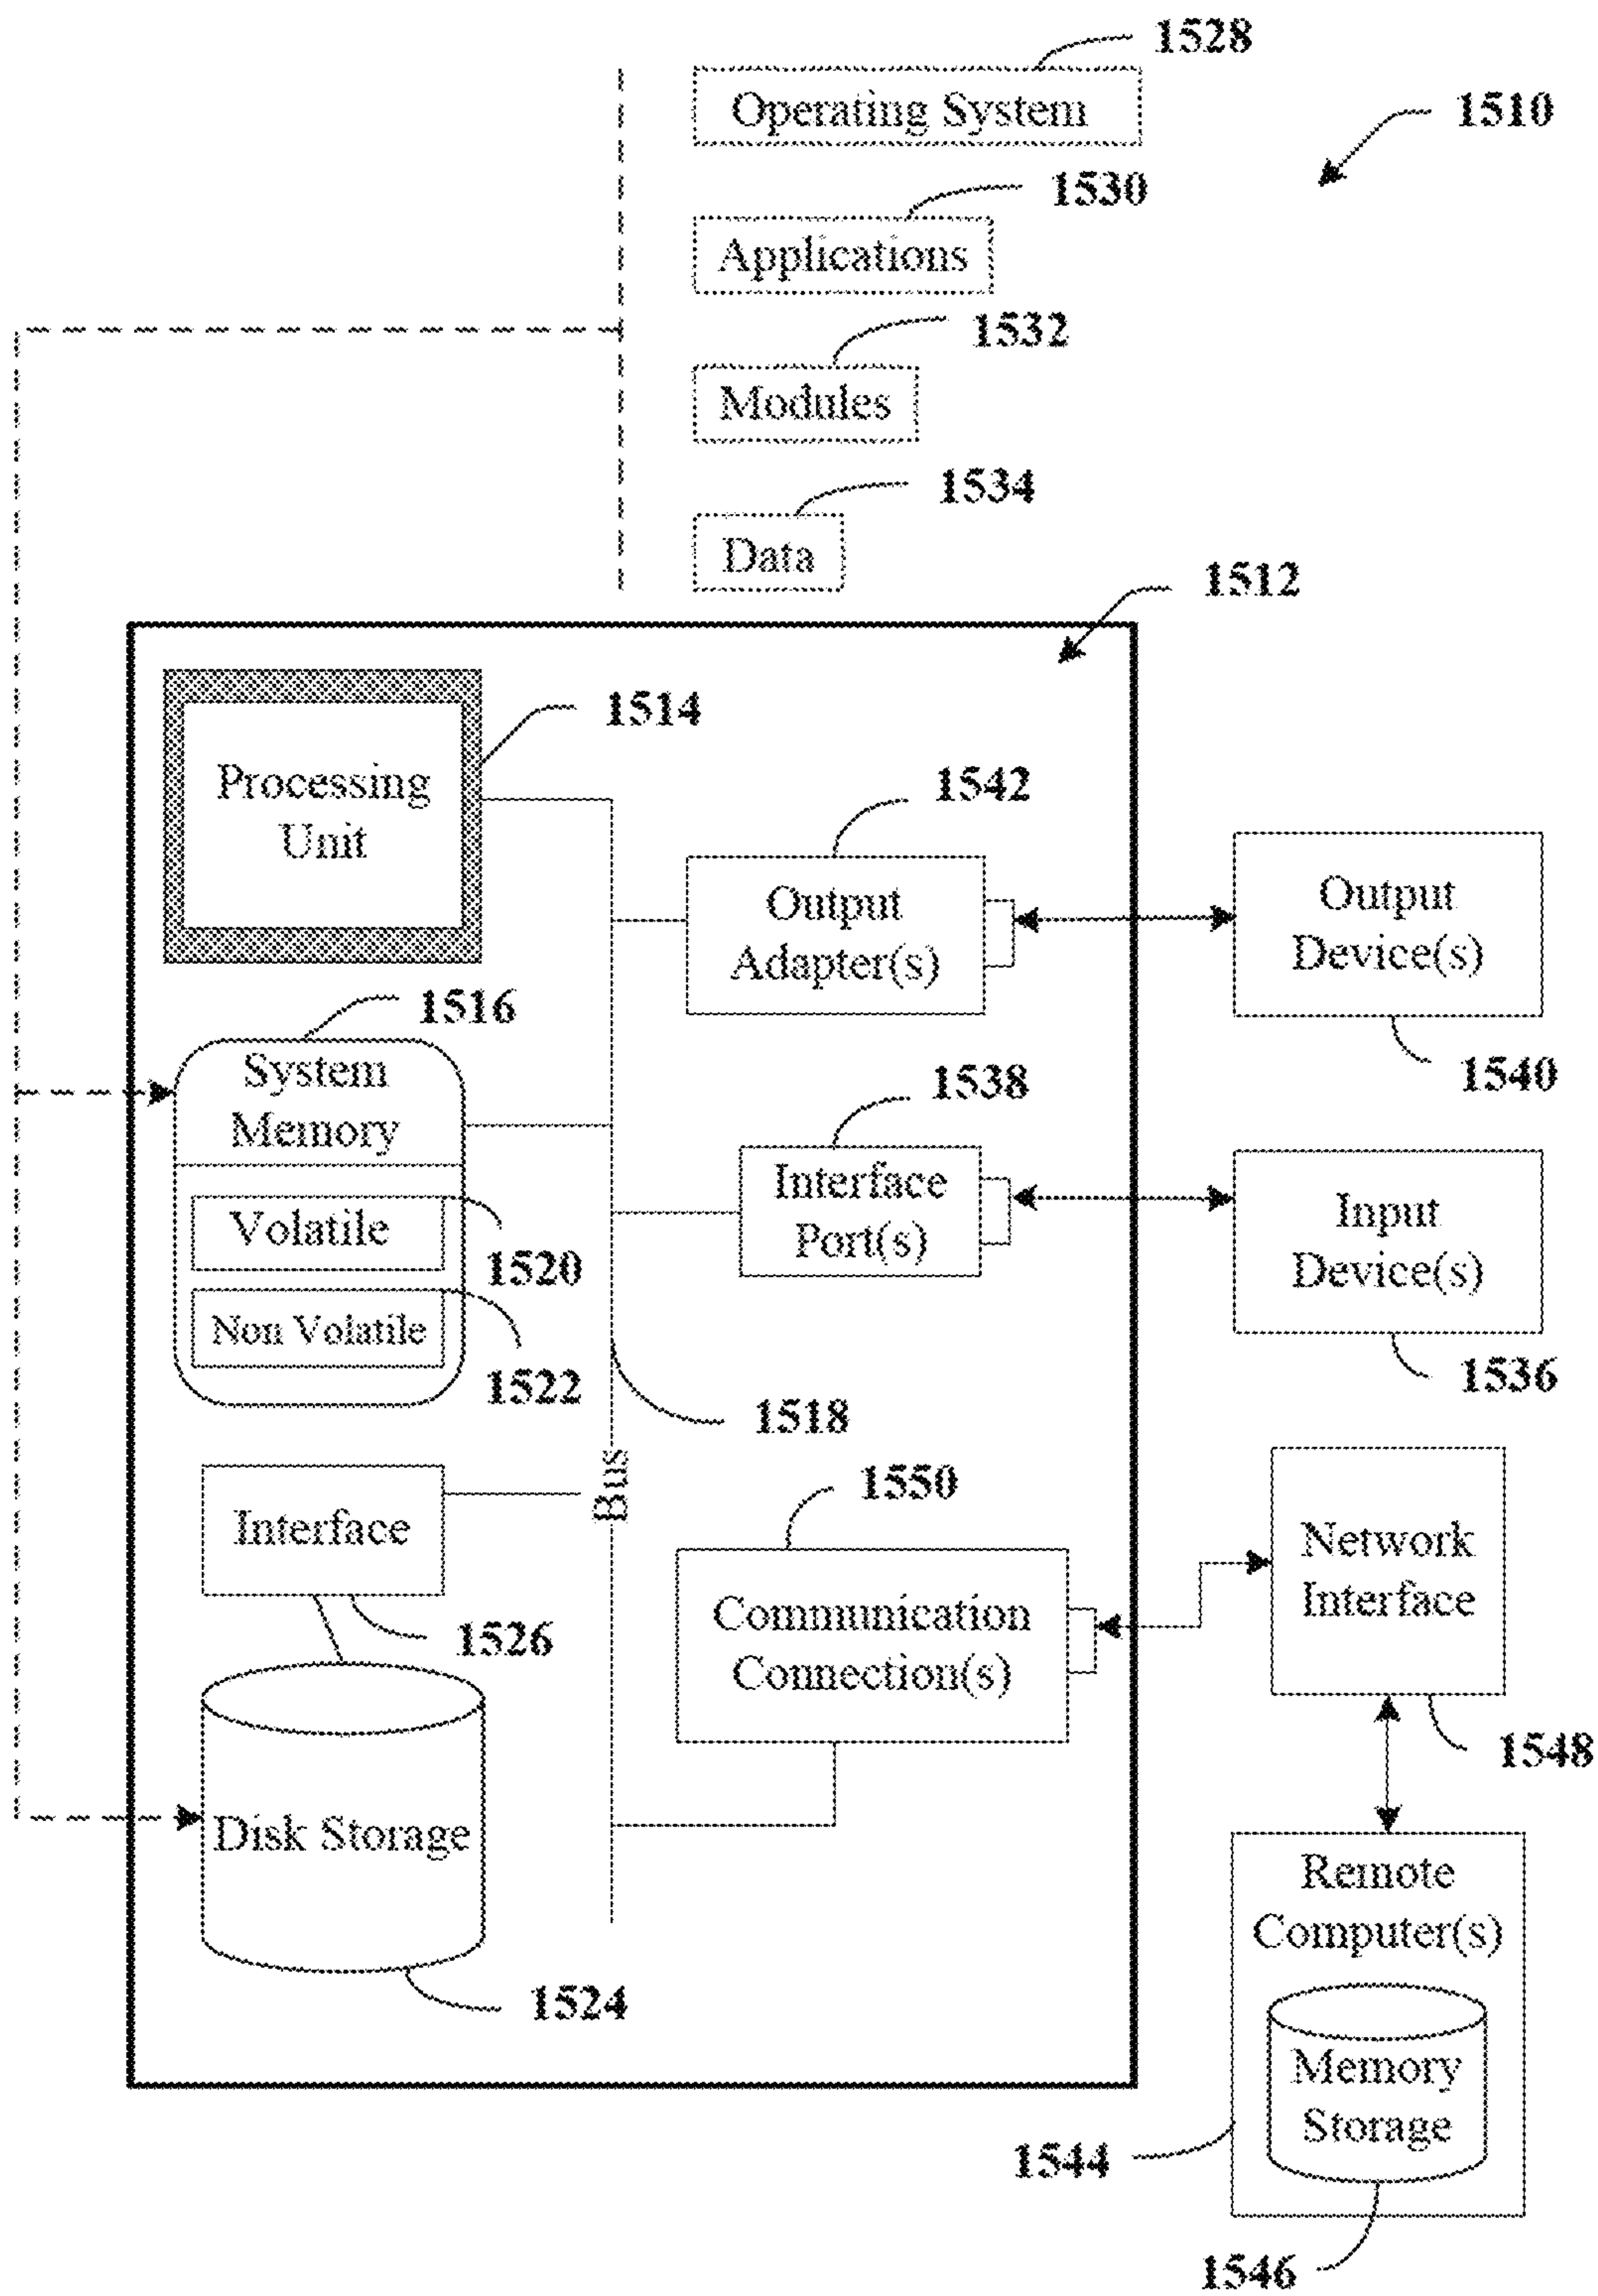 1528
Operating System
1510
1530
Applications
1532
Modules
1534
Data
1512
Processing
Unit
1514
1542
Output
Adapter(s)
Output
Device(s)
1540
1516
System
Memory
Volatile
1520
Non Volatile
1522
1538
Interface
Port(s)
Input
Device(s)
1536
1518
Bus
Interface
1526
1550
Communication
Connection(s)
Network
Interface
1548
Disk Storage
1524
Remote
Computer(s)
Memory
Storage
1544
1546